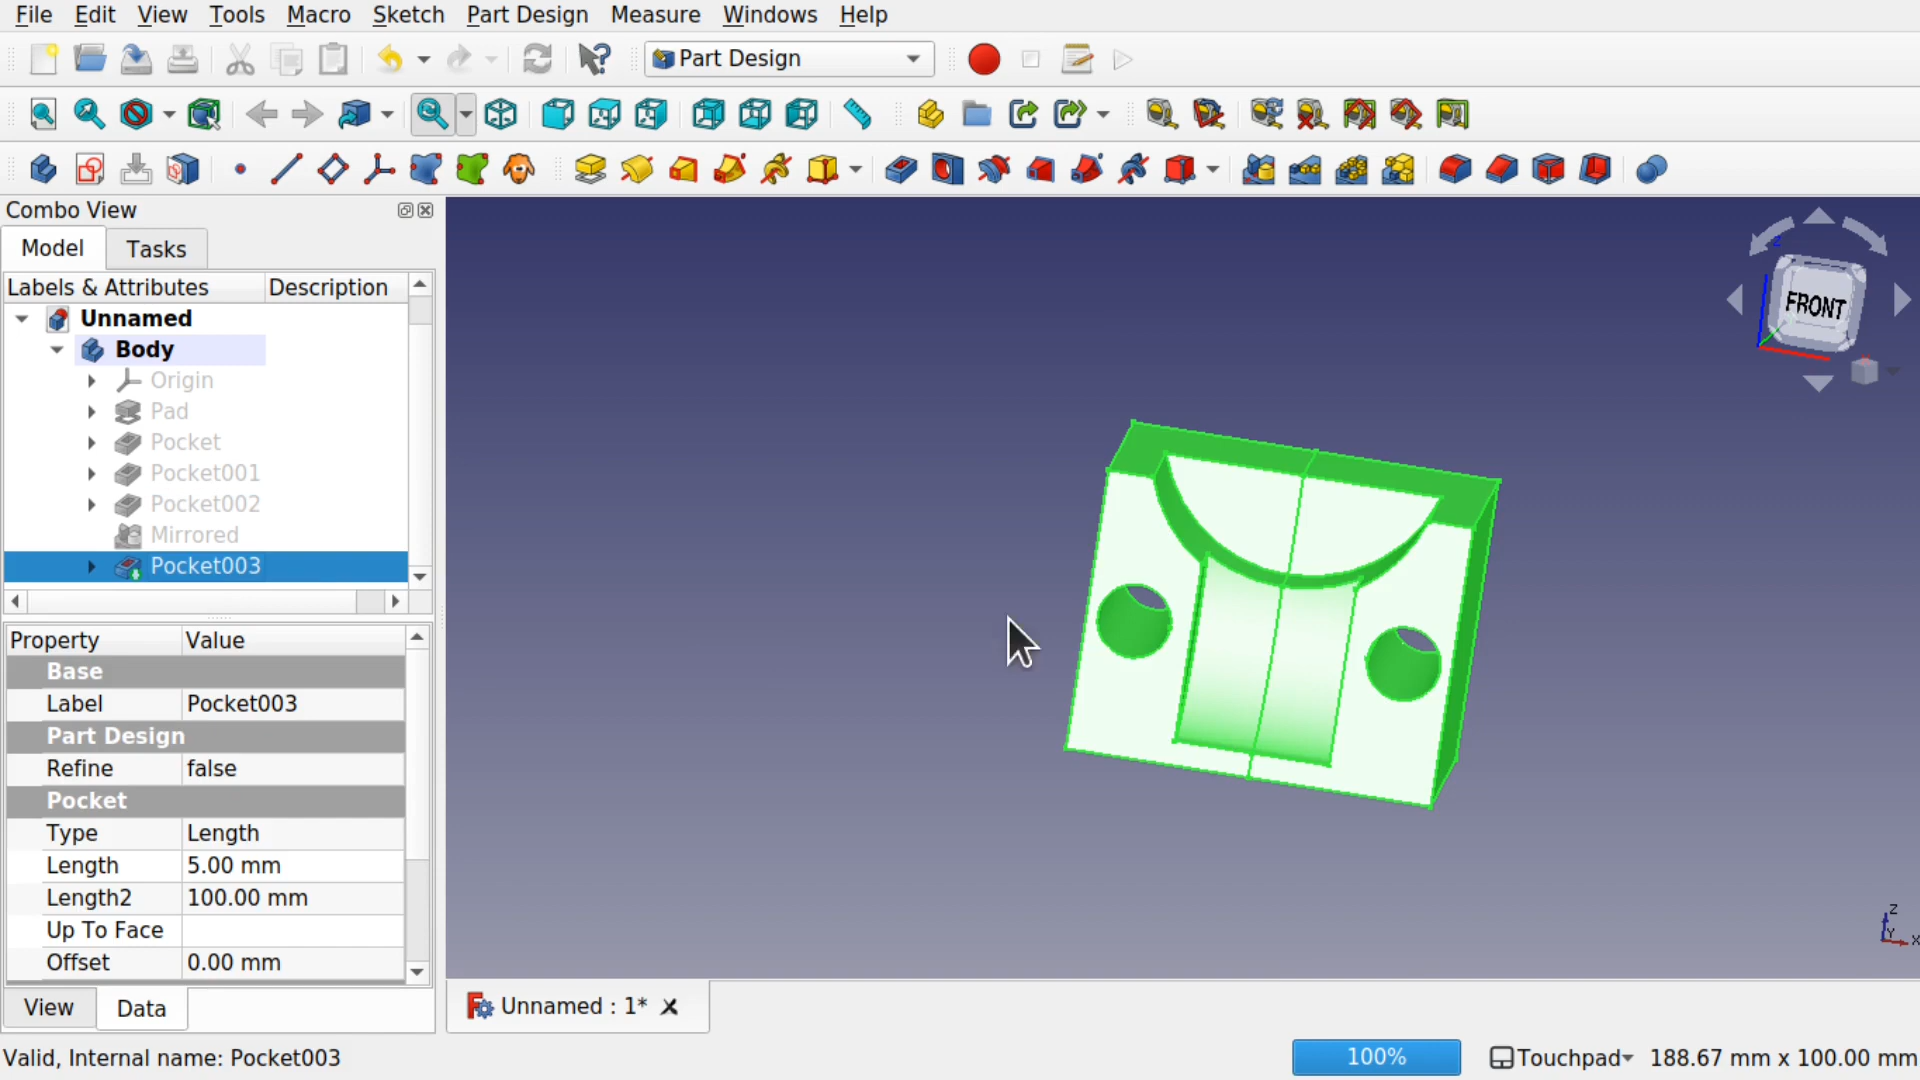 File Edit View Tools Macro Sketch Part Design Measure Windows Help
Part Design
Combo View
Model Tasks
Labels & Attributes Description
Unnamed
Body
Origin
Pad
Pocket
Pocket001
Pocket002
Mirrored
Pocket003
Property Value
Base
Label Pocket003
Part Design
Refine false
Pocket
Type Length
Length 5.00 mm
Length2 100.00 mm
Up To Face
Offset 0.00 mm
View Data
FRONT
Z
Z
Y
X
Unnamed : 1*
Valid, Internal name: Pocket003
100%
Touchpad
188.67 mm x 100.00 mm